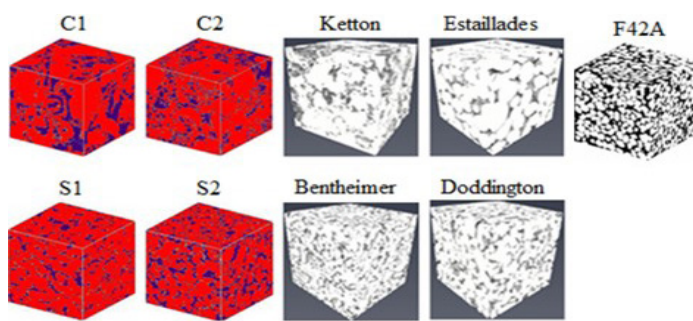 C1 C2 Ketton Estaillades F42A
S1 S2 Bentheimer Doddington